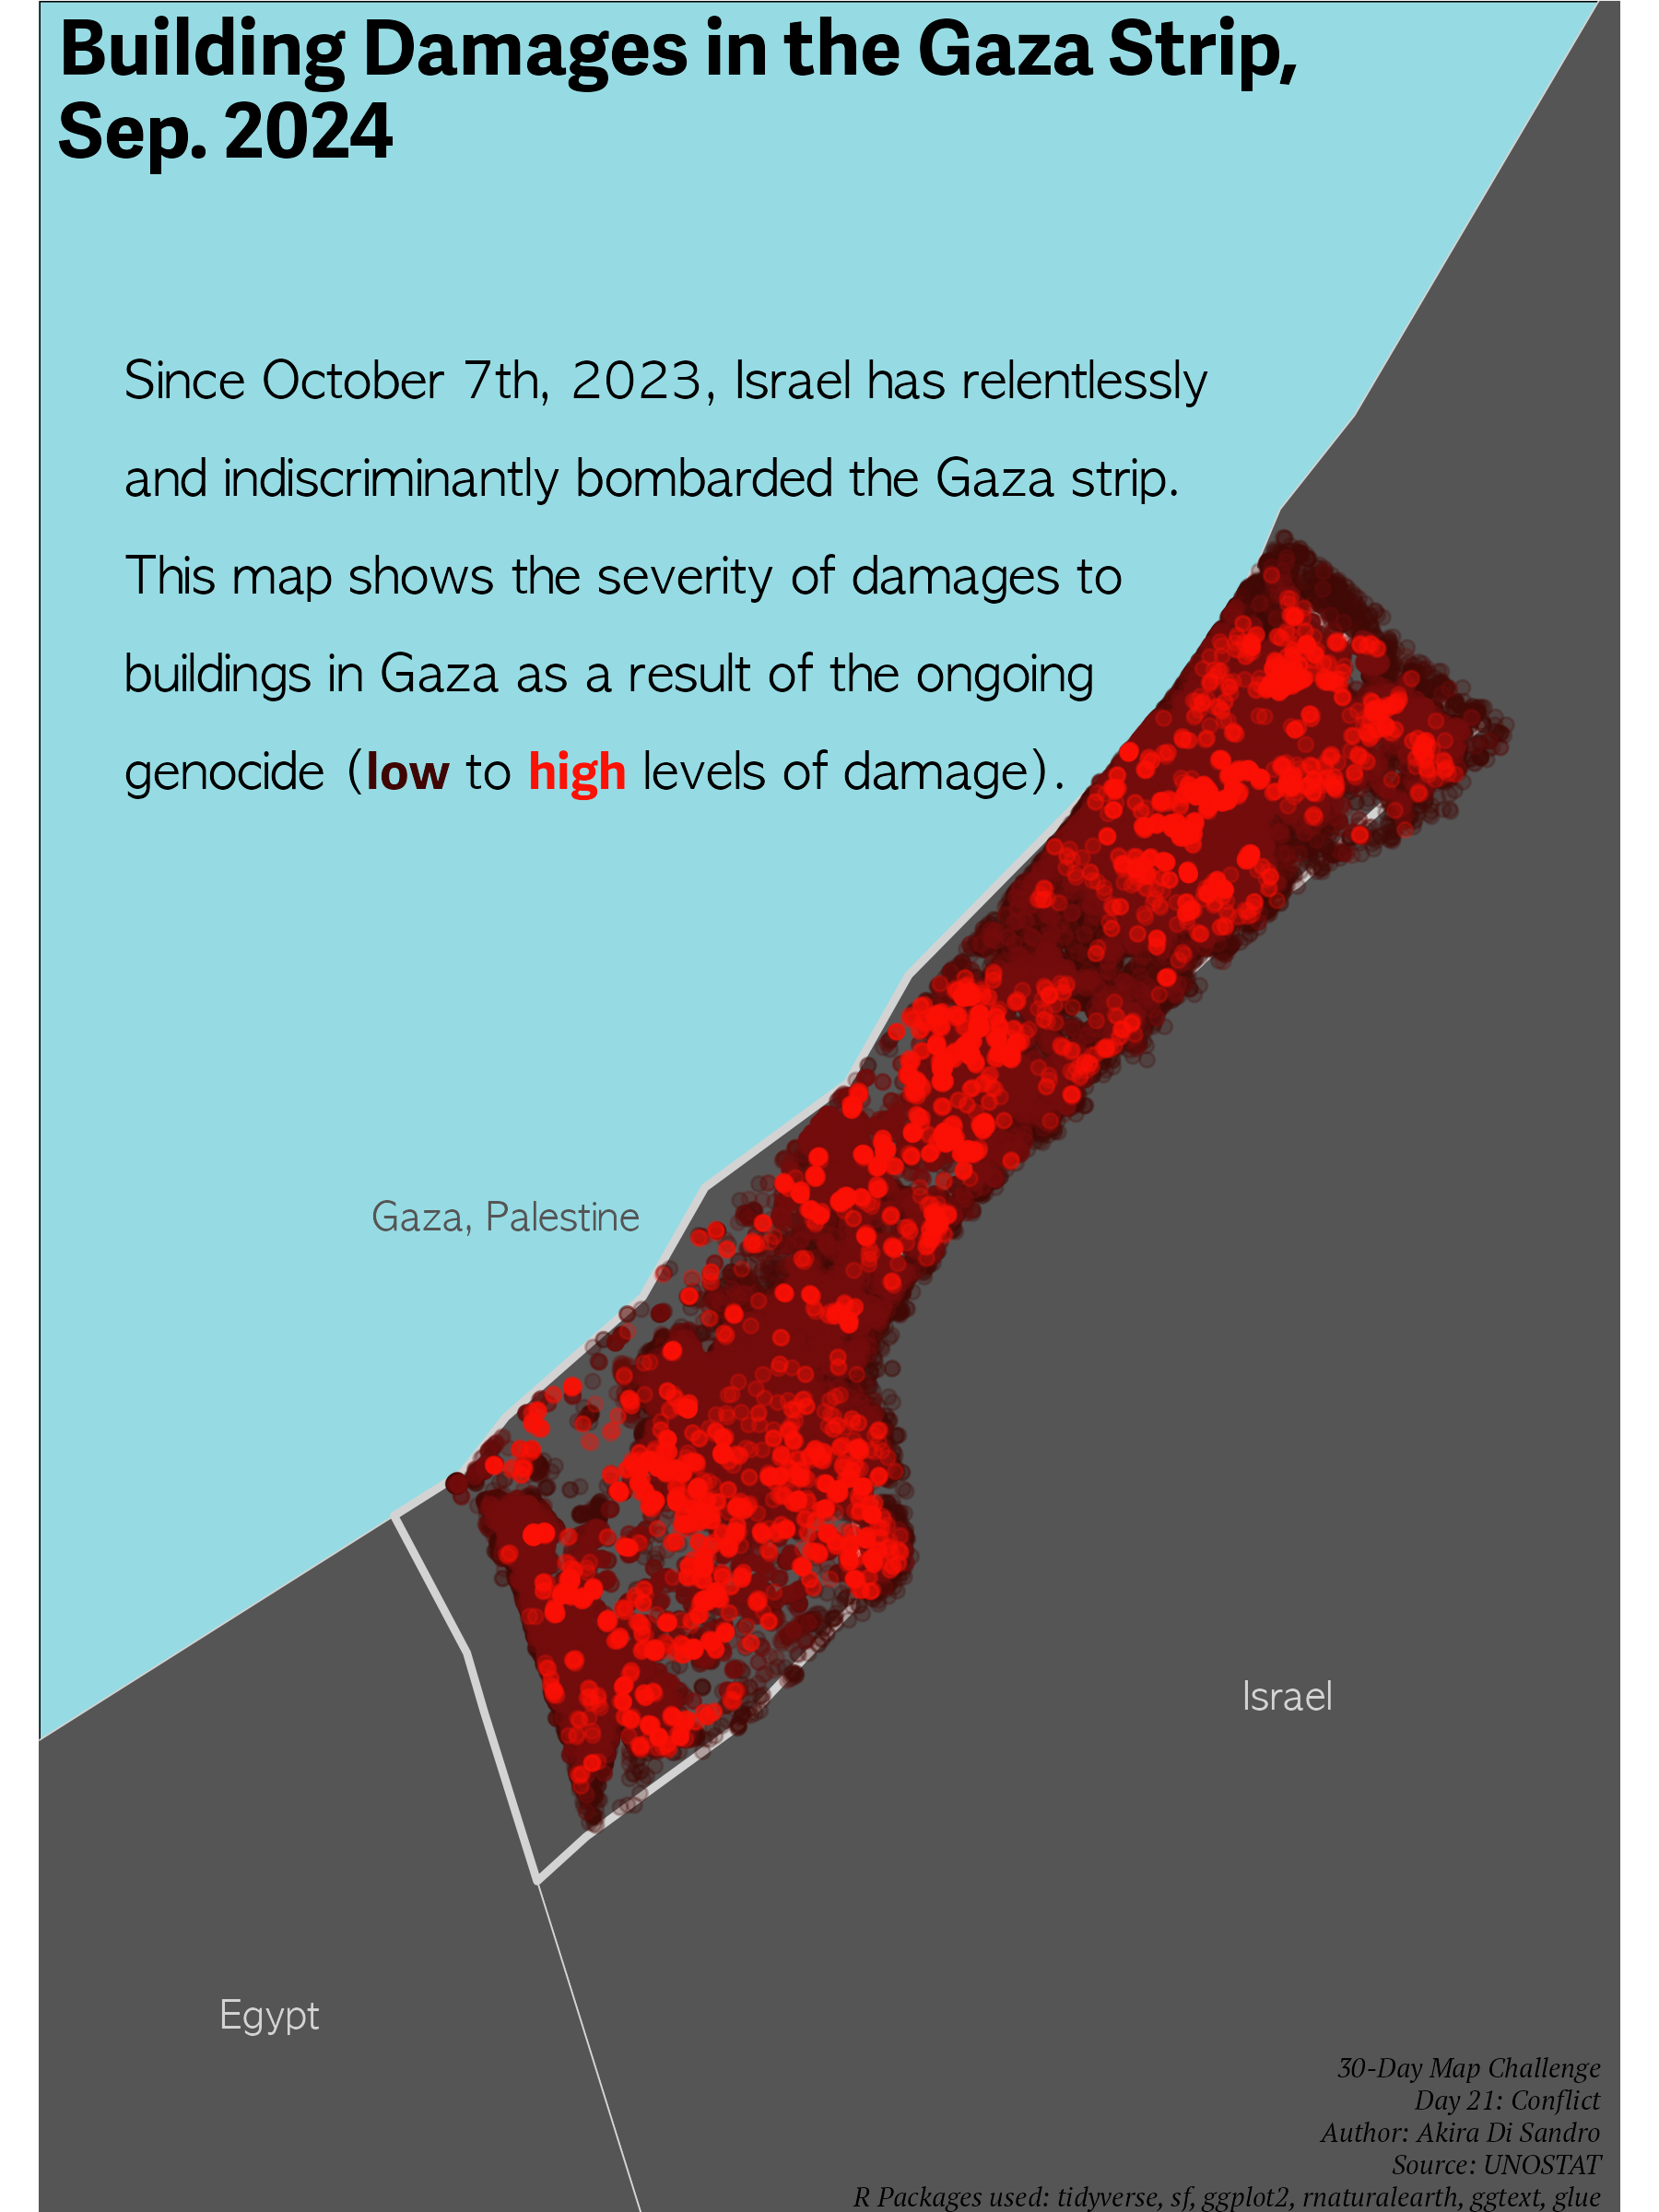 Building Damages in the Gaza Strip,
Sep. 2024
Since October 7th, 2023, Israel has relentlessly
and indiscriminantly bombarded the Gaza strip.
This map shows the severity of damages to
buildings in Gaza as a result of the ongoing
genocide (low to high levels of damage).
Gaza, Palestine
Israel
Egypt
30-Day Map Challenge
Day 21: Conflict
Author: Akira Di Sandro
Source: UNOSTAT
R Packages used: tidyverse, sf, ggplot2, rnaturalearth, ggtext, glue